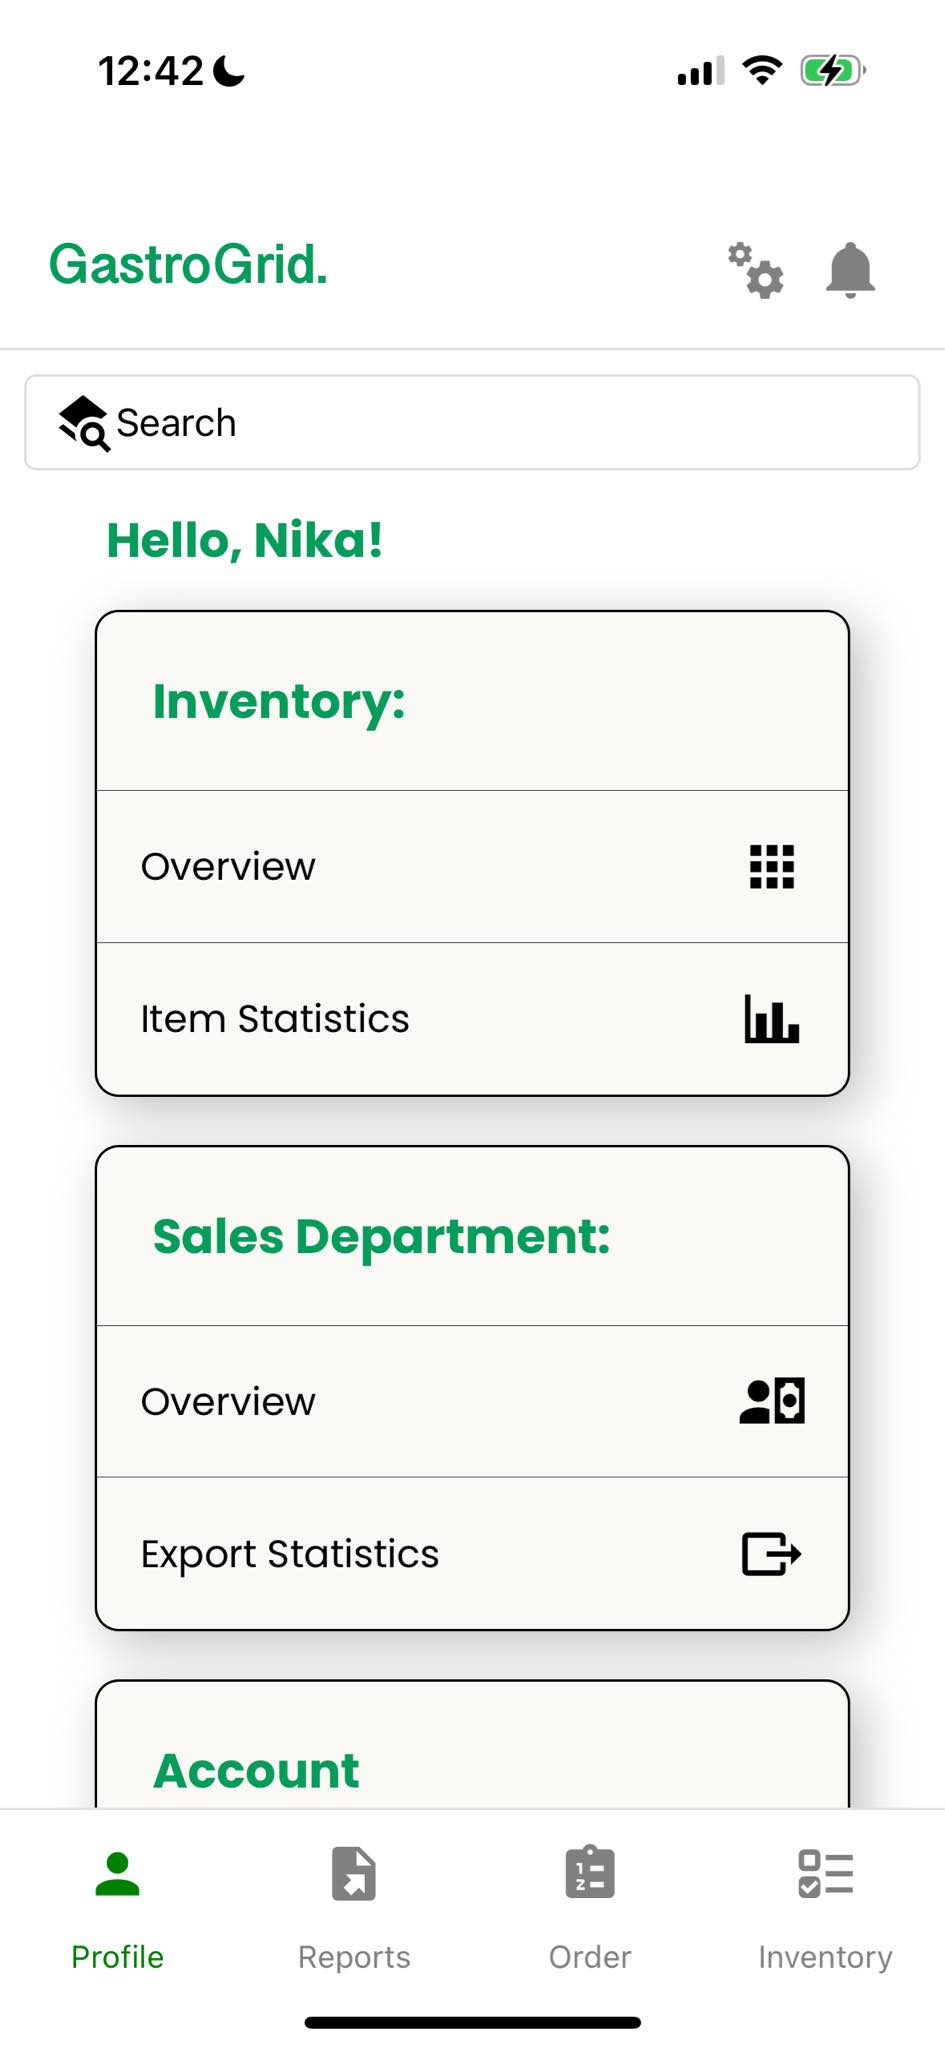 12:42
GastroGrid.
Search
Hello, Nika!
Inventory:
Overview
Item Statistics
Sales Department:
Overview
Export Statistics
Account
Profile
Reports
Order
Inventory